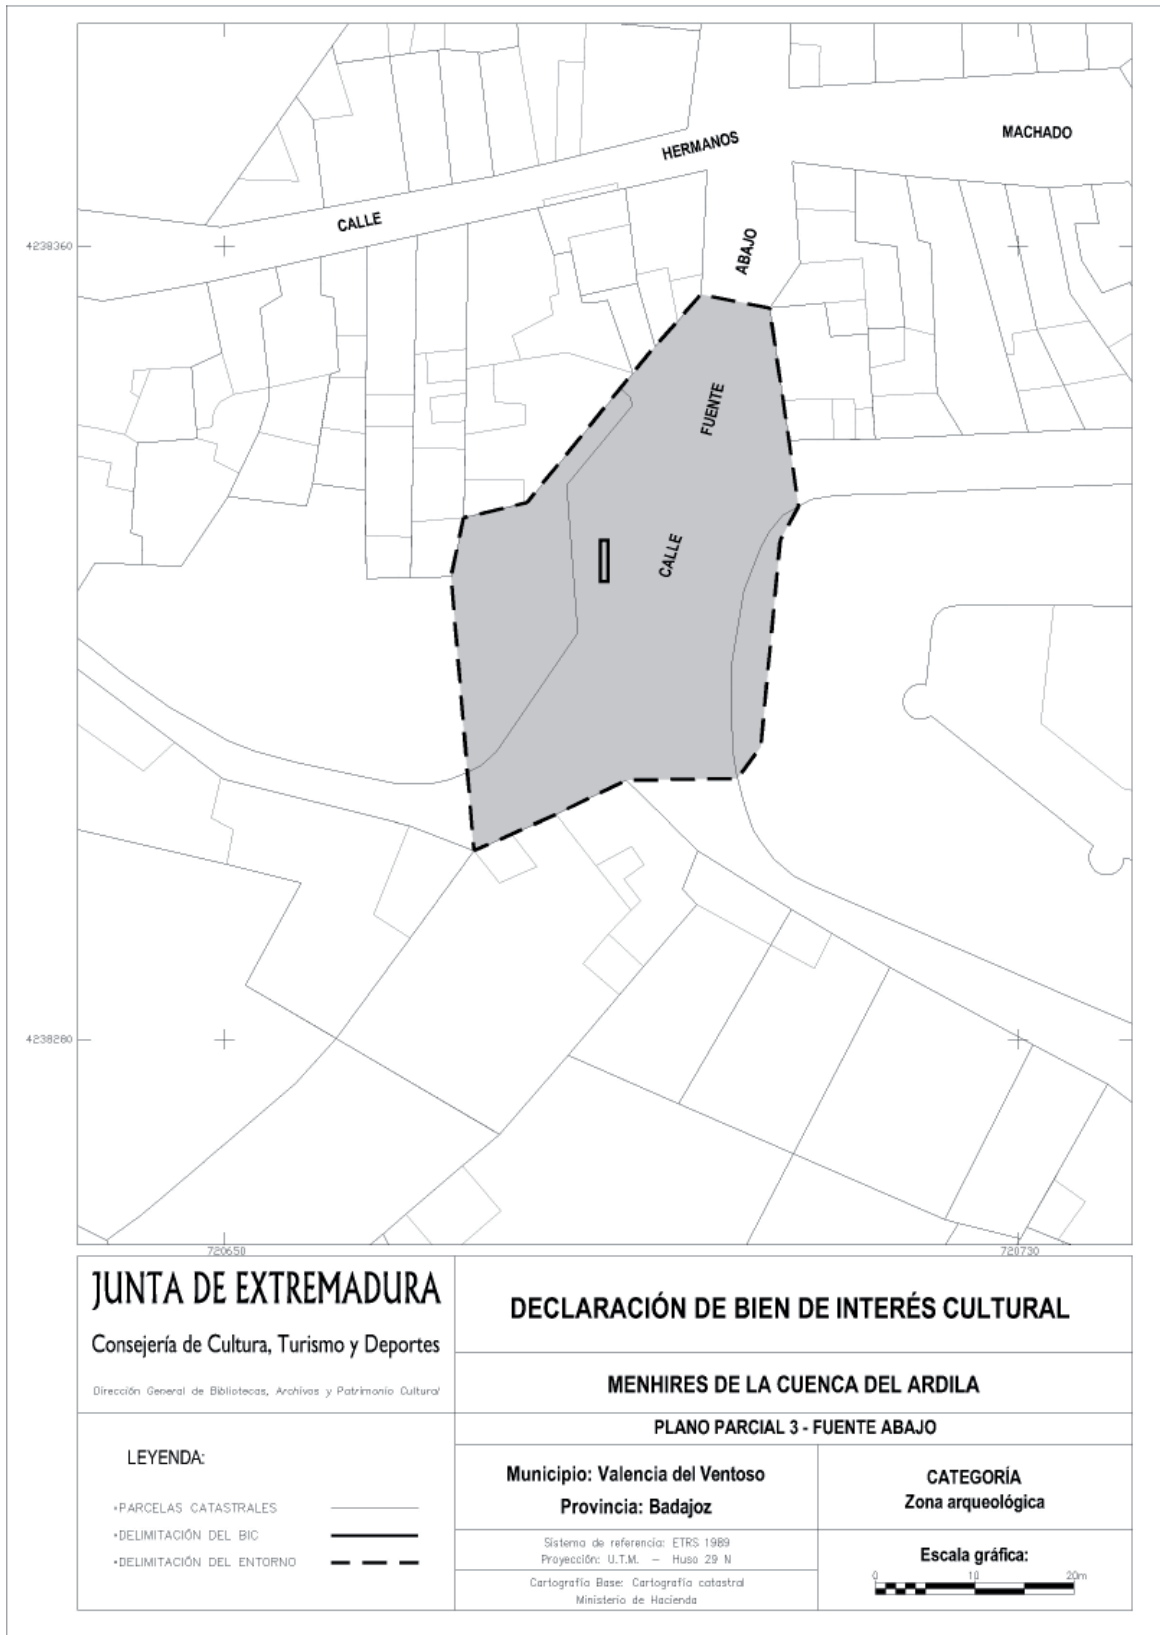 HERMANOS
MACHADO
CALLE
4238360
ABAJO
FUENTE
CALLE
4238280
720650
720730
JUNTA DE EXTREMADURA
Consejería de Cultura, Turismo y Deportes
Dirección General de Bibliotecas, Archivos y Patrimonio Cultural
DECLARACIÓN DE BIEN DE INTERÉS CULTURAL
MENHIRES DE LA CUENCA DEL ARDILA
PLANO PARCIAL 3 - FUENTE ABAJO
LEYENDA:
•PARCELAS CATASTRALES
•DELIMITACIÓN DEL BIC
•DELIMITACIÓN DEL ENTORNO
Municipio: Valencia del Ventoso
Provincia: Badajoz
CATEGORÍA
Zona arqueológica
Sistema de referencia: ETRS 1989
Proyección: U.T.M. — Huso 29 N
Cartografía Base: Cartografía catastral
Ministerio de Hacienda
Escala gráfica:
0 10 20m